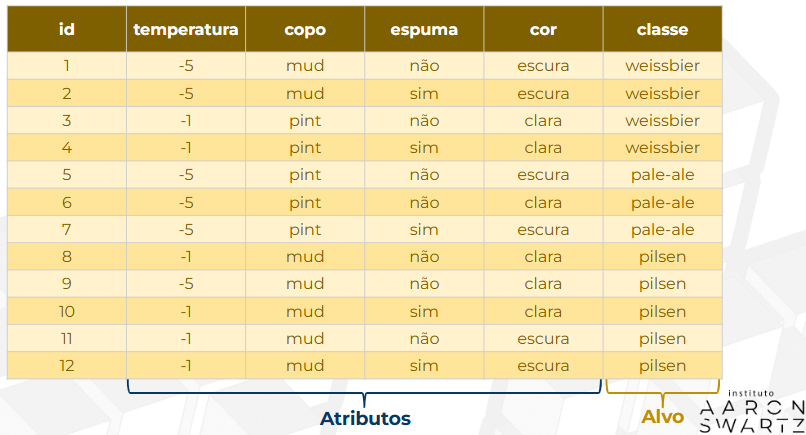 id temperatura copo espuma cor classe
1 -5 mud não escura weissbier
2 -5 mud sim escura weissbier
3 -1 pint não clara weissbier
4 -1 pint sim clara weissbier
5 -5 pint não escura pale-ale
6 -5 pint não clara pale-ale
7 -5 pint sim escura pale-ale
8 -1 mud não clara pilsen
9 -5 mud não clara pilsen
10 -1 mud sim clara pilsen
11 -1 mud não escura pilsen
12 -1 mud sim escura pilsen
Atributos Alvo
instituto
AARON
SWARTZ